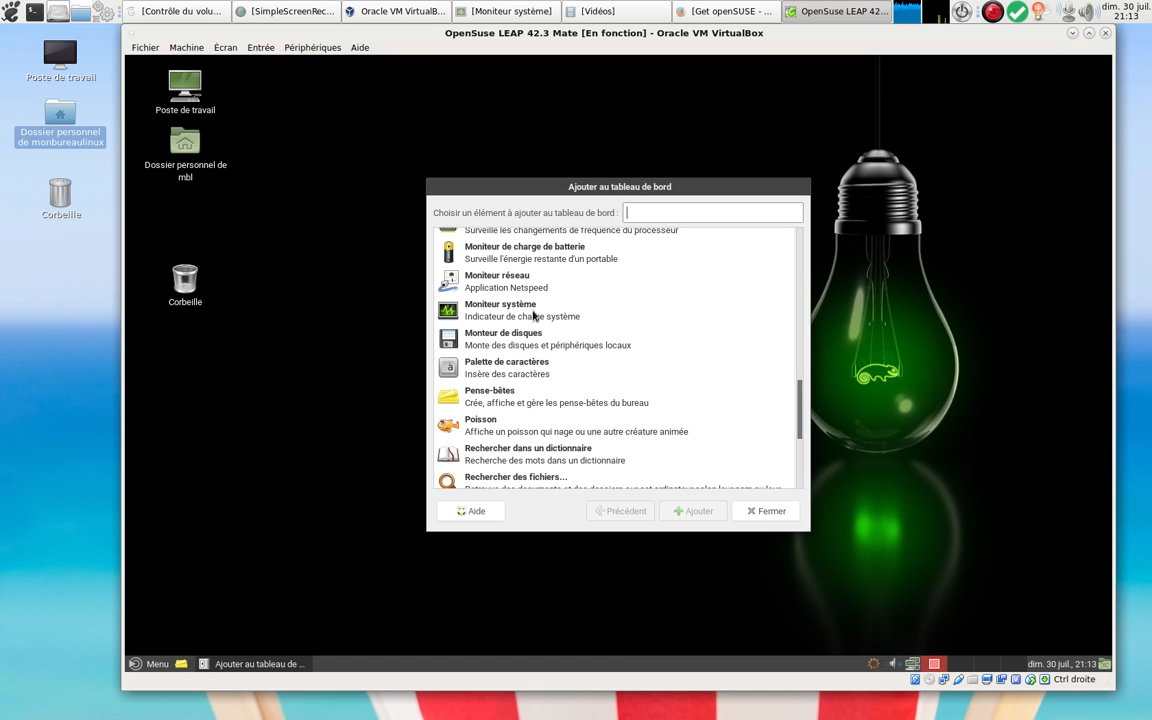 [Contrôle du volu...
[SimpleScreenRec...
Oracle VM VirtualB...
[Moniteur système]
[Vidéos]
[Get openSUSE - ...
OpenSuse LEAP 42...
dim. 30 juil.
21:13
OpenSuse LEAP 42.3 Mate [En fonction] - Oracle VM VirtualBox
Fichier Machine Écran Entrée Périphériques Aide
Poste de travail
Dossier personnel
de monbureaulinux
Corbeille
Poste de travail
Dossier personnel de
mbl
Corbeille
Ajouter au tableau de bord
Choisir un élément à ajouter au tableau de bord :
Surveille les changements de fréquence du processeur
Moniteur de charge de batterie
Surveille l'énergie restante d'un portable
Moniteur réseau
Application Netspeed
Moniteur système
Indicateur de charge système
Monteur de disques
Monte des disques et périphériques locaux
Palette de caractères
Insère des caractères
Pense-bêtes
Crée, affiche et gère les pense-bêtes du bureau
Poisson
Affiche un poisson qui nage ou une autre créature animée
Rechercher dans un dictionnaire
Recherche des mots dans un dictionnaire
Rechercher des fichiers...
Aide
Précédent
Ajouter
Fermer
Menu
Ajouter au tableau de ...
dim. 30 juil., 21:13
Ctrl droite